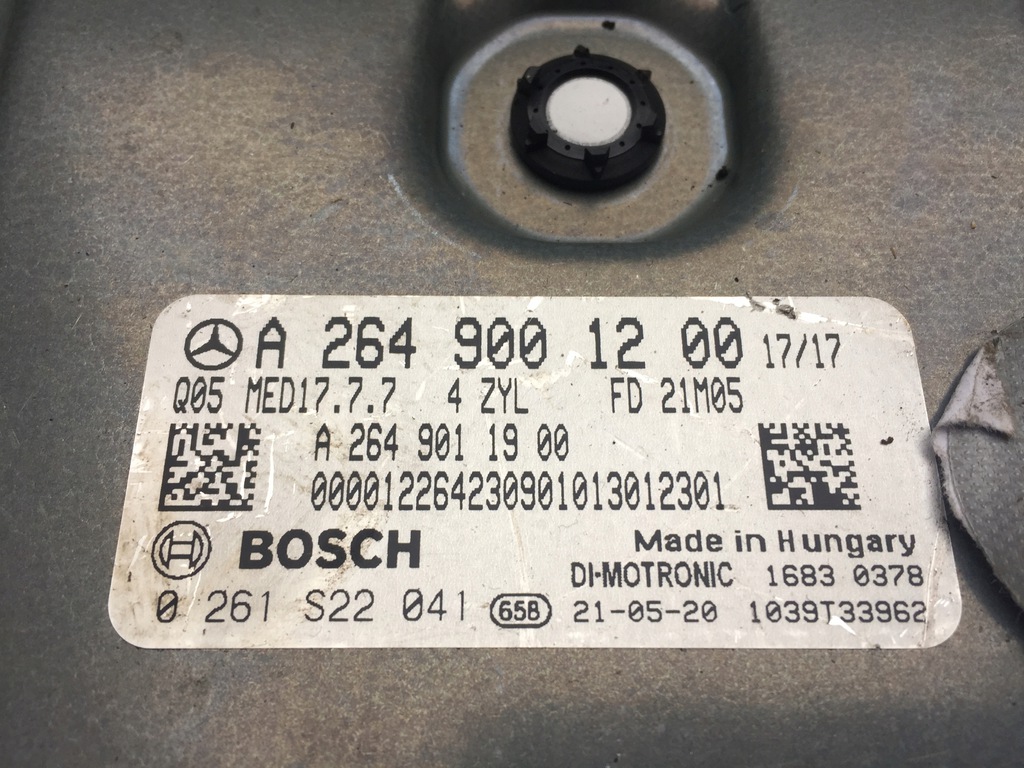 A 264 900 12 00 17/17
Q05 MED17.7.7 4 ZYL FD 21M05
A 264 901 19 00
000012264230901013012301
BOSCH
Made in Hungary
DI-MOTRONIC 1683 0378
0 261 S22 041 65B 21-05-20 1039T33962